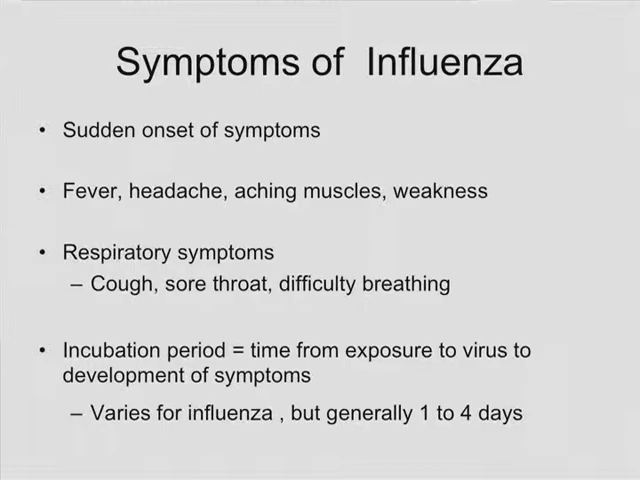 Symptoms of  Influenza
• Sudden onset of symptoms
• Fever, headache, aching muscles, weakness
• Respiratory symptoms
– Cough, sore throat, difficulty breathing
• Incubation period = time from exposure to virus to
development of symptoms
– Varies for influenza , but generally 1 to 4 days